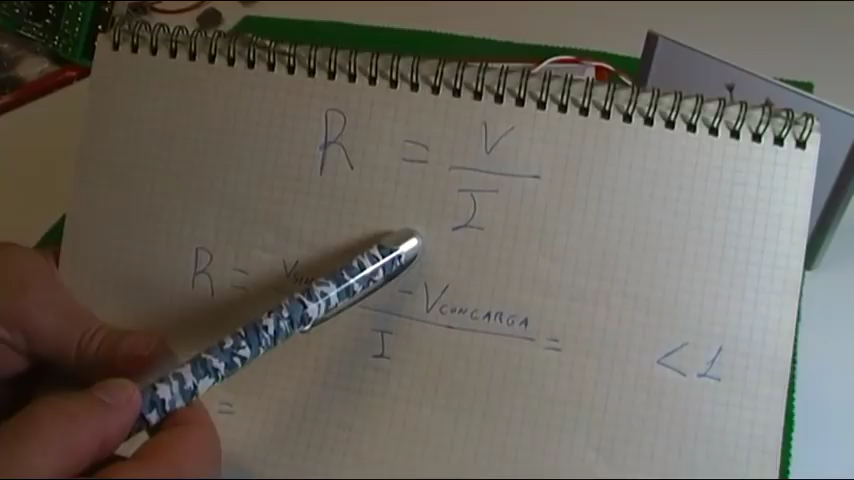 R = V / I
R = V - VCONCARGA / I = < 1
=